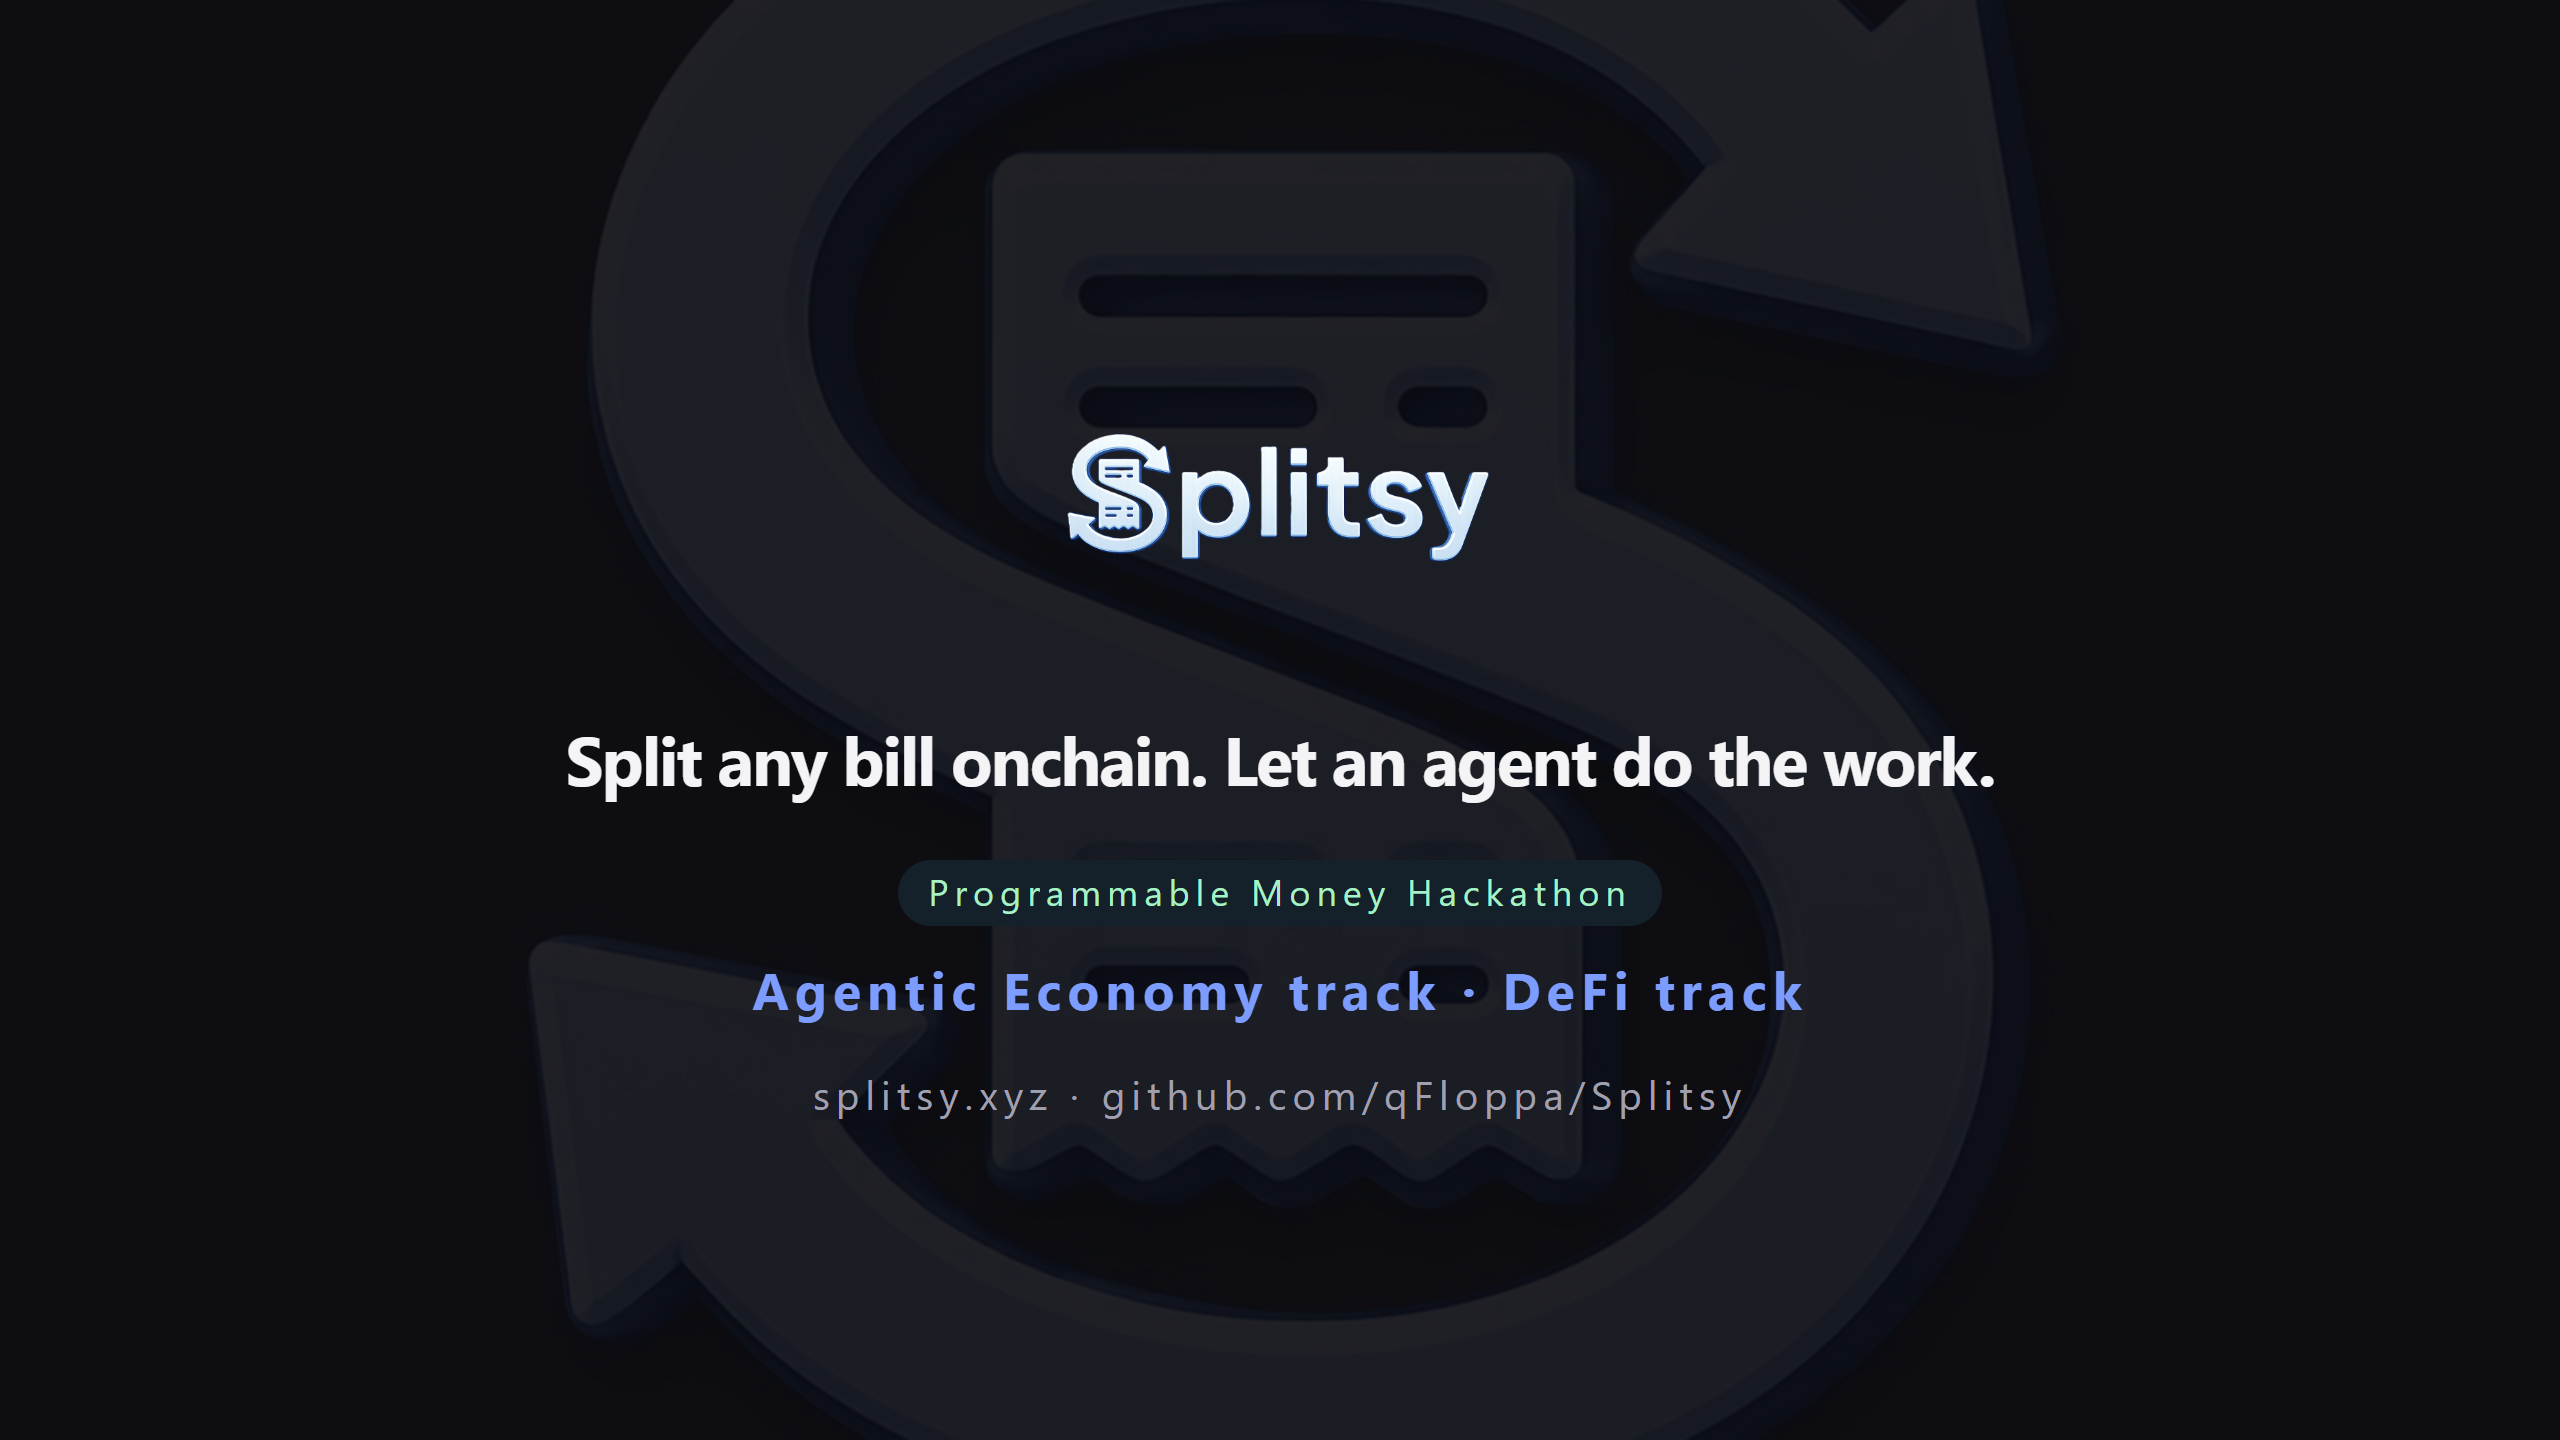 Splitsy
Split any bill onchain. Let an agent do the work.
Programmable Money Hackathon
Agentic Economy track · DeFi track
splitsy.xyz · github.com/qFloppa/Splitsy